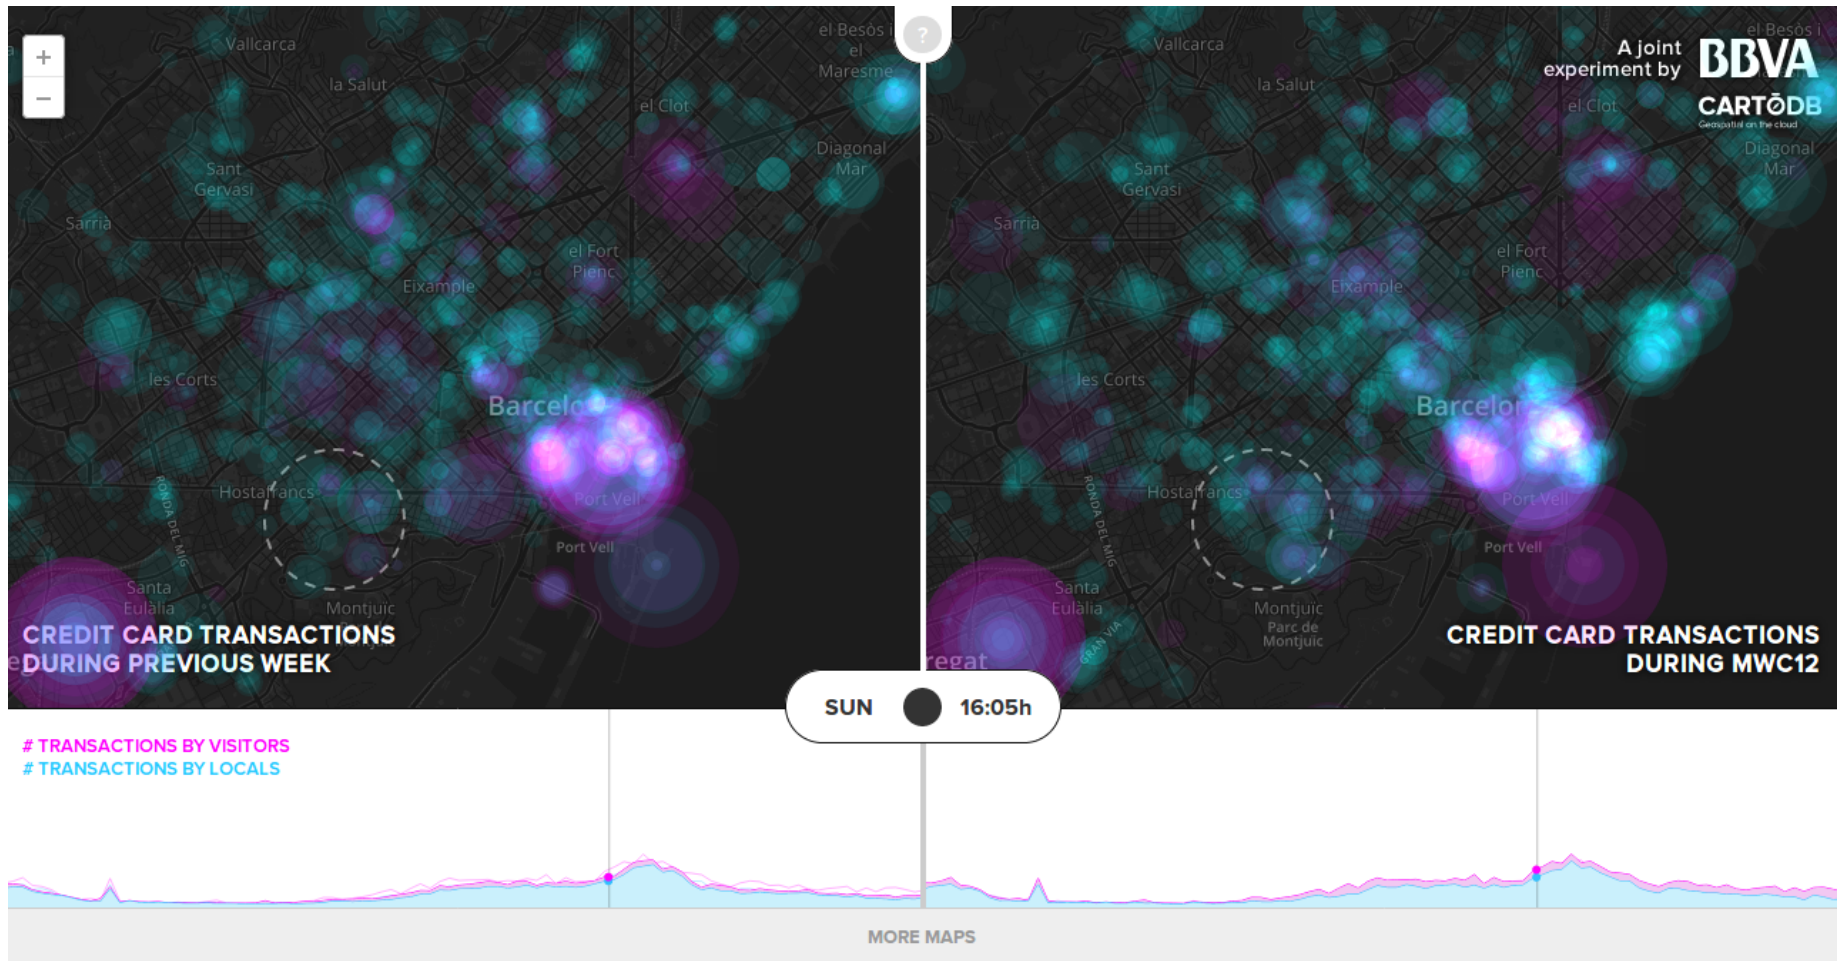 +
−
Vallcarca
la Salut
el Besòs i
el
Maresme
el Clot
Diagonal
Mar
Sant
Gervasi
Sarrià
el Fort
Pienc
Eixample
les Corts
Hostafrancs
RONDA DEL MIG
Port Vell
Port Vell
Santa
Eulàlia
Montjuïc
CREDIT CARD TRANSACTIONS
DURING PREVIOUS WEEK
?
Vallcarca
la Salut
el Besòs i
A joint
experiment by
BBVA
CARTODB
Geospatial on the cloud
el Clot
Diagonal
Mar
Sant
Gervasi
Sarrià
el Fort
Pienc
Eixample
les Corts
Hostafrancs
RONDA DEL MIG
Port Vell
Port Vell
Santa
Eulàlia
GRAN VIA
Montjuïc
Parc de
Montjuïc
regat
CREDIT CARD TRANSACTIONS
DURING MWC12
SUN 16:05h
# TRANSACTIONS BY VISITORS
# TRANSACTIONS BY LOCALS
MORE MAPS